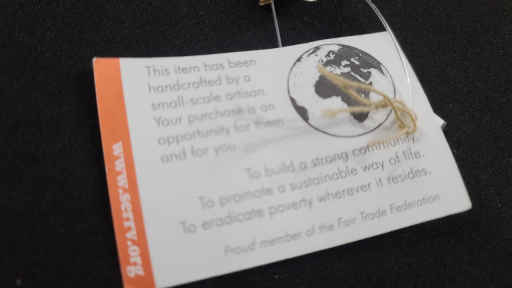 This item has been
handcrafted by a
small-scale artisan.
Your purchase is an
opportunity for them
and for you
To build a strong community.
To promote a sustainable way of life.
To eradicate poverty wherever it resides.
Proud member of the Fair Trade Federation
www.serrv.org